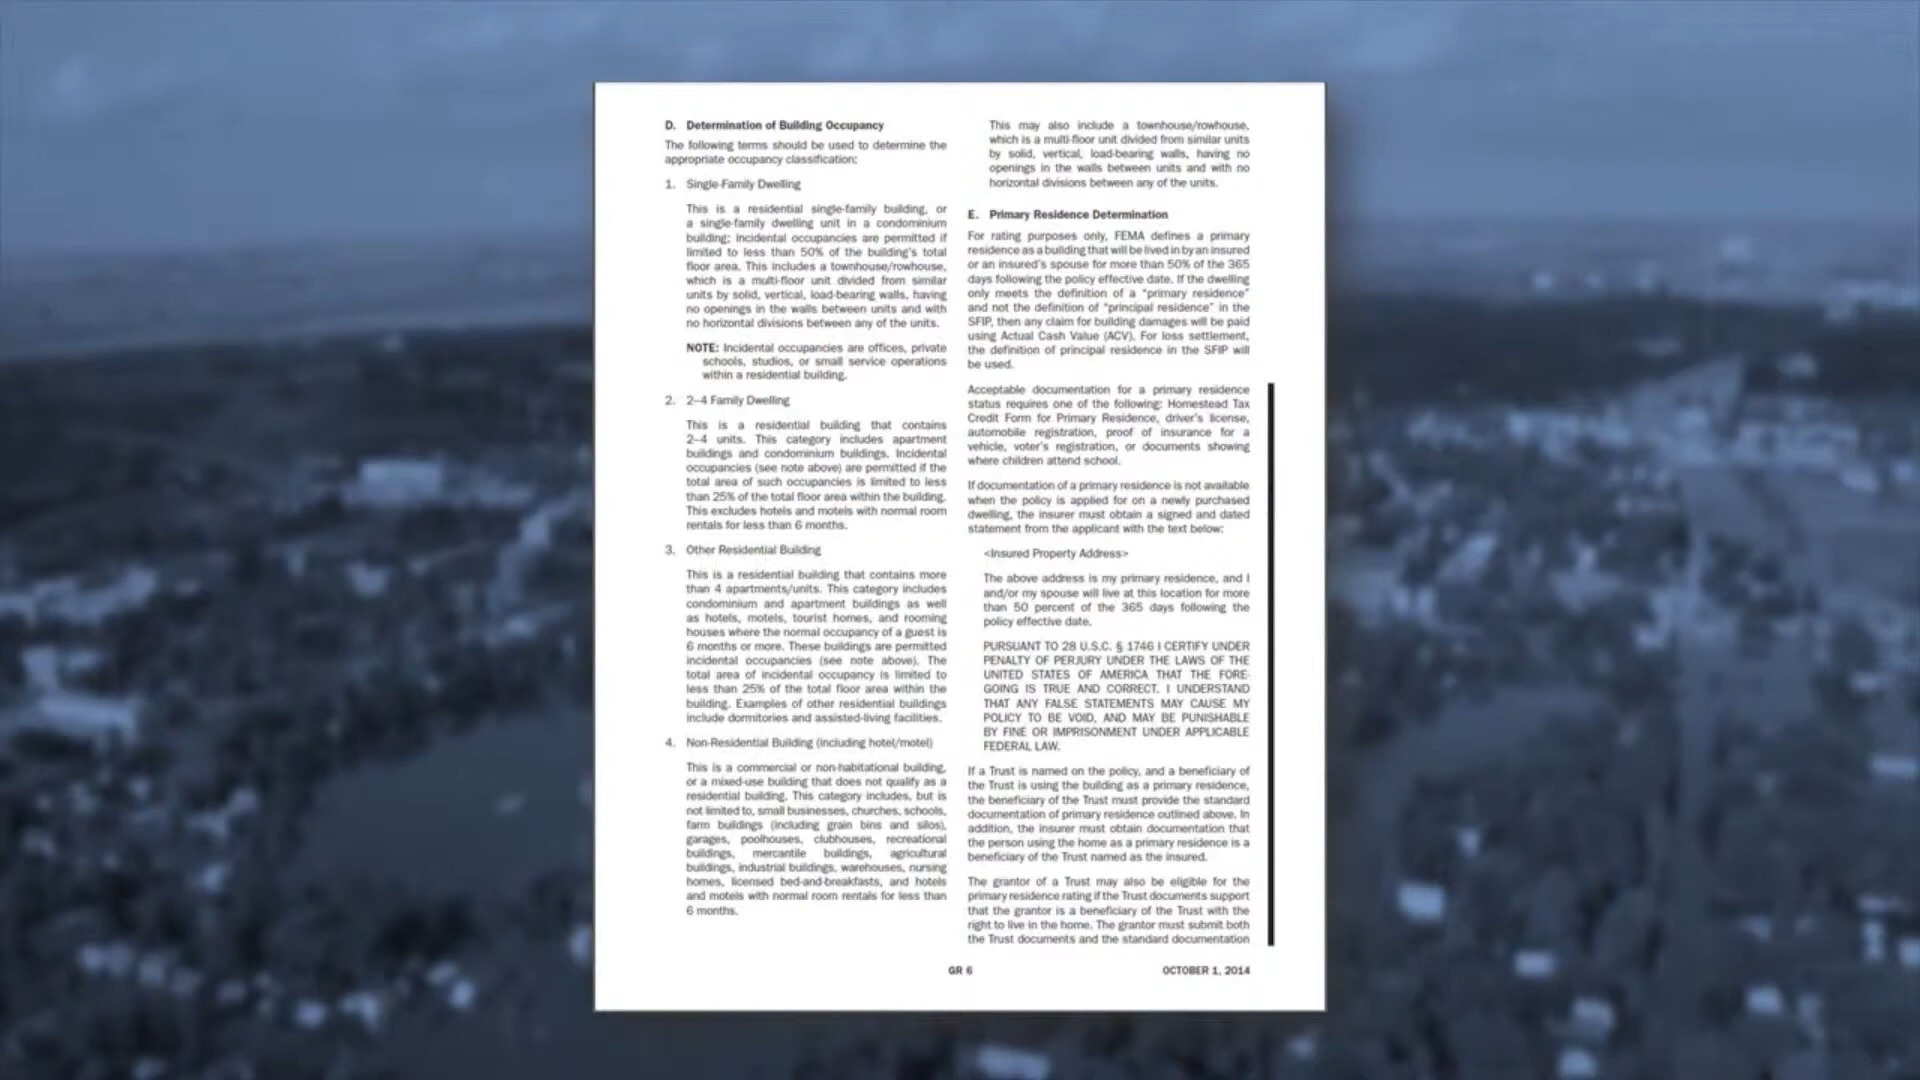 D. Determination of Building Occupancy
The following terms should be used to determine the
appropriate occupancy classification:
1. Single-Family Dwelling
This is a residential single-family building, or
a single-family dwelling unit in a condominium
building; incidental occupancies are permitted if
limited to less than 50% of the building's total
floor area. This includes a townhouse/rowhouse,
which is a multi-floor unit divided from similar
units by solid, vertical, load-bearing walls, having
no openings in the walls between units and with
no horizontal divisions between any of the units.
NOTE: Incidental occupancies are offices, private
schools, studios, or small service operations
within a residential building.
2. 2–4 Family Dwelling
This is a residential building that contains
2–4 units. This category includes apartment
buildings and condominium buildings. Incidental
occupancies (see note above) are permitted if the
total area of such occupancies is limited to less
than 25% of the total floor area within the building.
This excludes hotels and motels with normal room
rentals for less than 6 months.
3. Other Residential Building
This is a residential building that contains more
than 4 apartments/units. This category includes
condominium and apartment buildings as well
as hotels, motels, tourist homes, and rooming
houses where the normal occupancy of a guest is
6 months or more. These buildings are permitted
incidental occupancies (see note above). The
total area of incidental occupancy is limited to
less than 25% of the total floor area within the
building. Examples of other residential buildings
include dormitories and assisted-living facilities.
4. Non-Residential Building (including hotel/motel)
This is a commercial or non-habitational building,
or a mixed-use building that does not qualify as a
residential building. This category includes, but is
not limited to, small businesses, churches, schools,
farm buildings (including grain bins and silos),
garages, poolhouses, clubhouses, recreational
buildings, mercantile buildings, agricultural
buildings, industrial buildings, warehouses, nursing
homes, licensed bed-and-breakfasts, and hotels
and motels with normal room rentals for less than
6 months.
This may also include a townhouse/rowhouse,
which is a multi-floor unit divided from similar units
by solid, vertical, load-bearing walls, having no
openings in the walls between units and with no
horizontal divisions between any of the units.
E. Primary Residence Determination
For rating purposes only, FEMA defines a primary
residence as a building that will be lived in by an insured
or an insured's spouse for more than 50% of the 365
days following the policy effective date. If the dwelling
only meets the definition of a "primary residence"
and not the definition of "principal residence" in the
SFIP, then any claim for building damages will be paid
using Actual Cash Value (ACV). For loss settlement,
the definition of principal residence in the SFIP will
be used.
Acceptable documentation for a primary residence
status requires one of the following: Homestead Tax
Credit Form for Primary Residence, driver's license,
automobile registration, proof of insurance for a
vehicle, voter's registration, or documents showing
where children attend school.
If documentation of a primary residence is not available
when the policy is applied for on a newly purchased
dwelling, the insurer must obtain a signed and dated
statement from the applicant with the text below:
<Insured Property Address>
The above address is my primary residence, and I
and/or my spouse will live at this location for more
than 50 percent of the 365 days following the
policy effective date.
PURSUANT TO 28 U.S.C. § 1746 I CERTIFY UNDER
PENALTY OF PERJURY UNDER THE LAWS OF THE
UNITED STATES OF AMERICA THAT THE FORE-
GOING IS TRUE AND CORRECT. I UNDERSTAND
THAT ANY FALSE STATEMENTS MAY CAUSE MY
POLICY TO BE VOID, AND MAY BE PUNISHABLE
BY FINE OR IMPRISONMENT UNDER APPLICABLE
FEDERAL LAW.
If a Trust is named on the policy, and a beneficiary of
the Trust is using the building as a primary residence,
the beneficiary of the Trust must provide the standard
documentation of primary residence outlined above. In
addition, the insurer must obtain documentation that
the person using the home as a primary residence is a
beneficiary of the Trust named as the insured.
The grantor of a Trust may also be eligible for the
primary residence rating if the Trust documents support
that the grantor is a beneficiary of the Trust with the
right to live in the home. The grantor must submit both
the Trust documents and the standard documentation
GR 6
OCTOBER 1, 2014